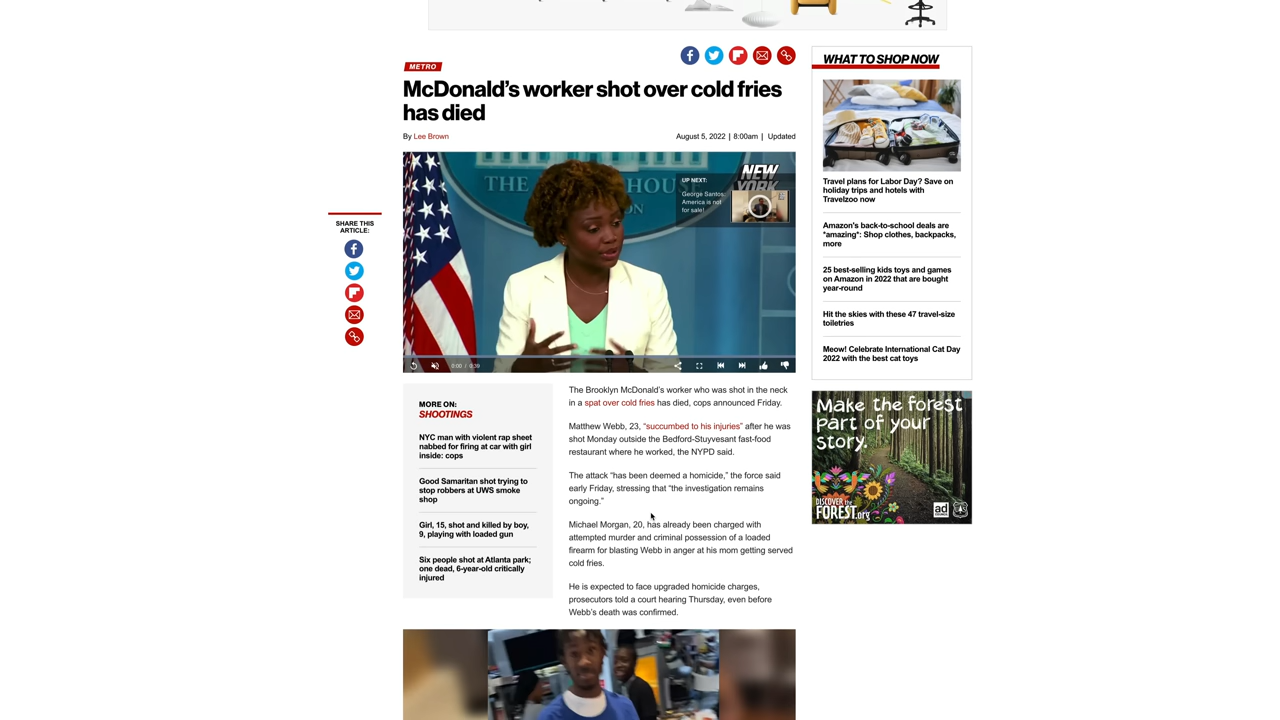 METRO
McDonald's worker shot over cold fries
has died
By Lee Brown
August 5, 2022 | 8:00am | Updated
SHARE THIS
ARTICLE:
THE
HOUS
ON
NEW
YORK
UP NEXT:
George Santos:
America is not
for sale!
0:00 / 0:39
MORE ON:
SHOOTINGS
NYC man with violent rap sheet
nabbed for firing at car with girl
inside: cops
Good Samaritan shot trying to
stop robbers at UWS smoke
shop
Girl, 15, shot and killed by boy,
9, playing with loaded gun
Six people shot at Atlanta park;
one dead, 6-year-old critically
injured
The Brooklyn McDonald's worker who was shot in the neck
in a spat over cold fries has died, cops announced Friday.
Matthew Webb, 23, “succumbed to his injuries” after he was
shot Monday outside the Bedford-Stuyvesant fast-food
restaurant where he worked, the NYPD said.
The attack “has been deemed a homicide,” the force said
early Friday, stressing that “the investigation remains
ongoing.”
Michael Morgan, 20, has already been charged with
attempted murder and criminal possession of a loaded
firearm for blasting Webb in anger at his mom getting served
cold fries.
He is expected to face upgraded homicide charges,
prosecutors told a court hearing Thursday, even before
Webb's death was confirmed.
WHAT TO SHOP NOW
Travel plans for Labor Day? Save on
holiday trips and hotels with
Travelzoo now
Amazon's back-to-school deals are
*amazing*: Shop clothes, backpacks,
more
25 best-selling kids toys and games
on Amazon in 2022 that are bought
year-round
Hit the skies with these 47 travel-size
toiletries
Meow! Celebrate International Cat Day
2022 with the best cat toys
Make the forest
part of your
story.
DISCOVER the
FOREST.org
ad